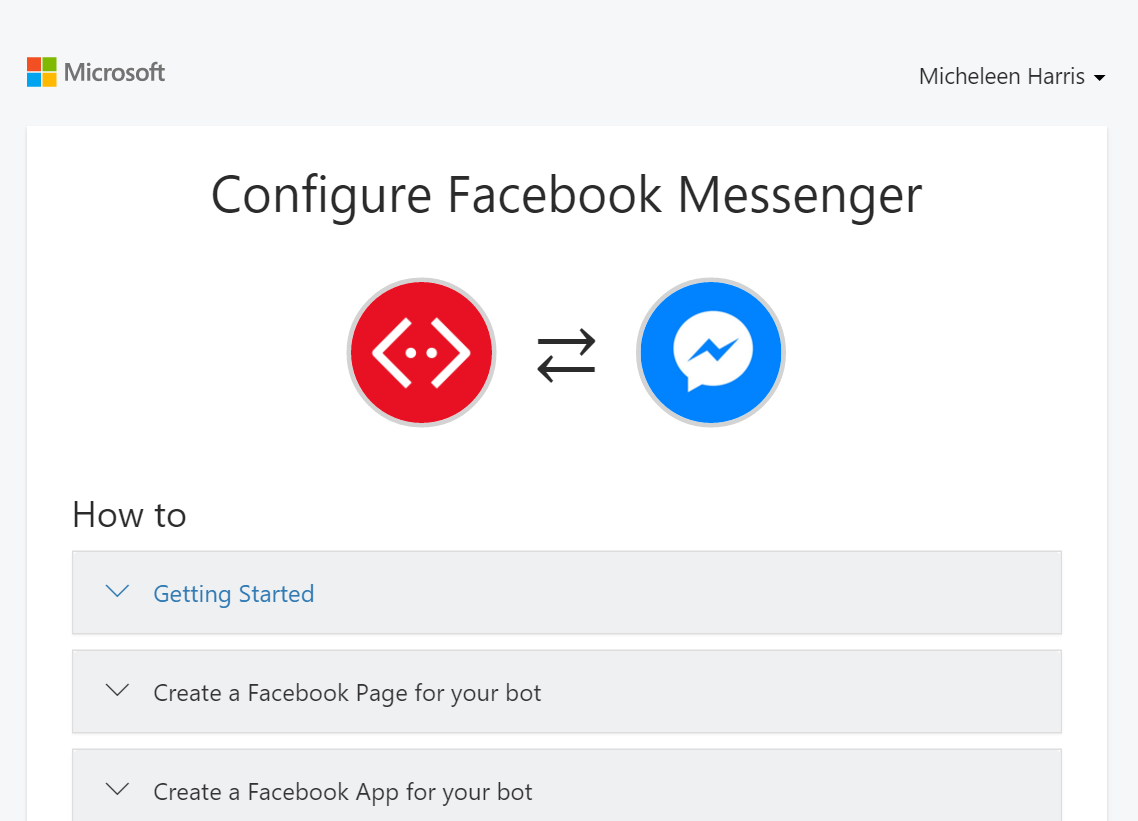 Microsoft
Micheleen Harris
Configure Facebook Messenger
How to
Getting Started
Create a Facebook Page for your bot
Create a Facebook App for your bot